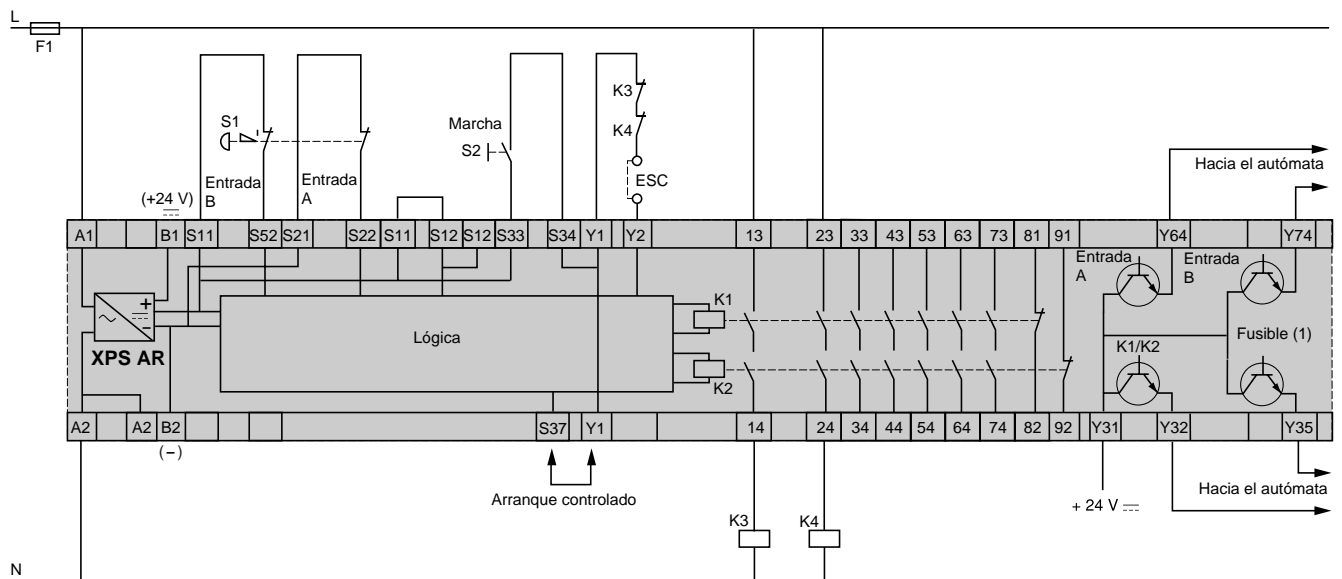 L
F1
K3
K4
S1
Marcha
S2
ESC
Hacia el autómata
(+24 V)
Entrada B
Entrada A
A1 B1 S11 S52 S21 S22 S11 S12 S12 S33 S34 Y1 Y2 13 23 33 43 53 63 73 81 91 Y64 Y74
Entrada A
Entrada B
+
~
-
XPS AR
Lógica
K1
K2
K1/K2
Fusible (1)
A2 A2 B2 S37 Y1 14 24 34 44 54 64 74 82 92 Y31 Y32 Y35
(–)
Arranque controlado
+ 24 V
Hacia el autómata
K3
K4
N